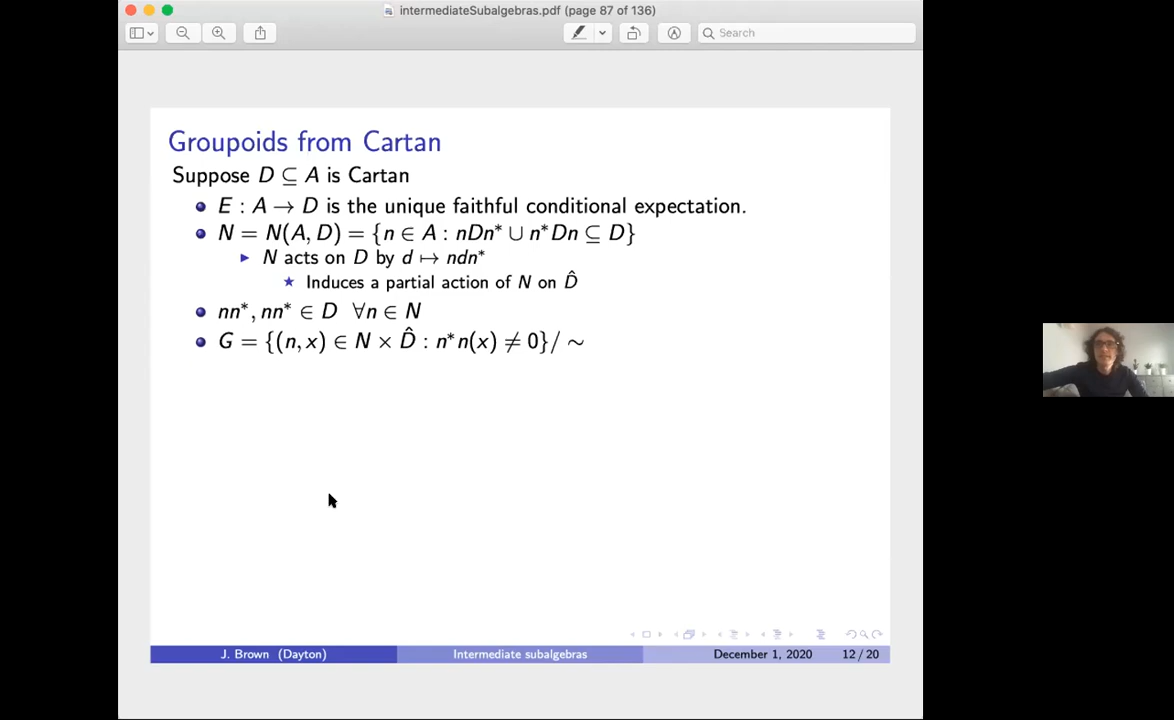 intermediateSubalgebras.pdf (page 87 of 136)
Search
Groupoids from Cartan
Suppose D ⊆ A is Cartan
• E : A → D is the unique faithful conditional expectation.
• N = N(A, D) = {n ∈ A : nDn* ∪ n*Dn ⊆ D}
▶ N acts on D by d ↦ ndn*
★ Induces a partial action of N on D̂
• nn*, nn* ∈ D ∀n ∈ N
• G = {(n, x) ∈ N × D̂ : n*n(x) ≠ 0}/ ∼
J. Brown (Dayton) Intermediate subalgebras December 1, 2020 12 / 20